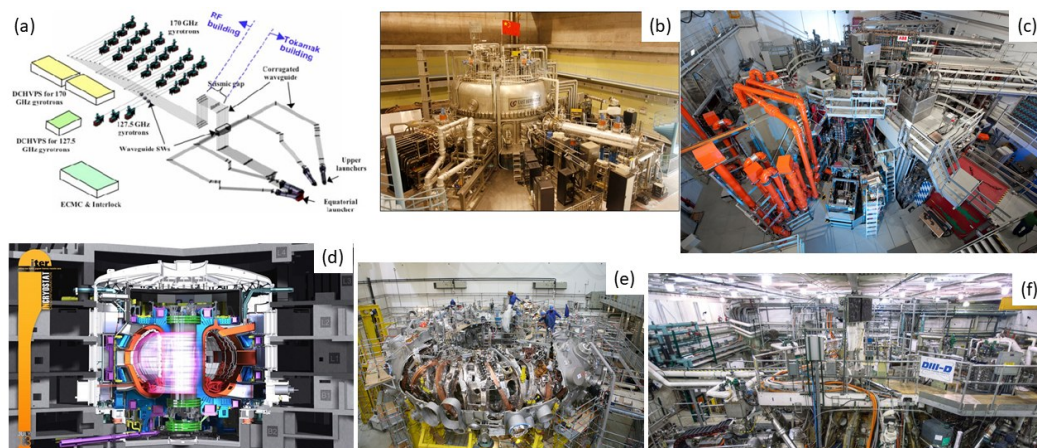 (a)
170 GHz
gyrotrons
RF
building
Tokamak
building
Seismic gap
Corrugated
waveguide
DCHVPS for 170
GHz gyrotrons
127.5 GHz
gyrotrons
DCHVPS for 127.5
GHz gyrotrons
Waveguide SWs
Upper
launchers
ECMC & Interlock
Equatorial
launcher
(b)
(c)
ABB
(d)
iter
CRYOSTAT
(e)
(f)
DIII-D